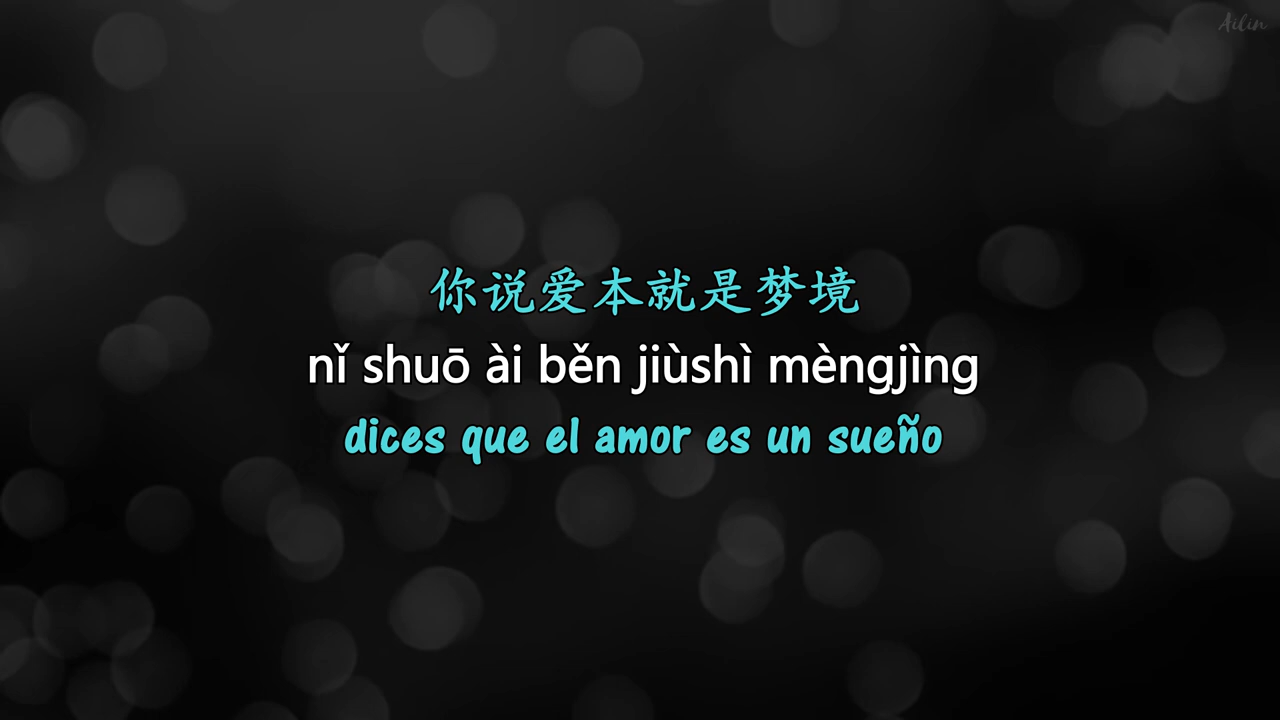 Ailin
你说爱本就是梦境
nǐ shuō ài běn jiùshì mèngjìng
dices que el amor es un sueño